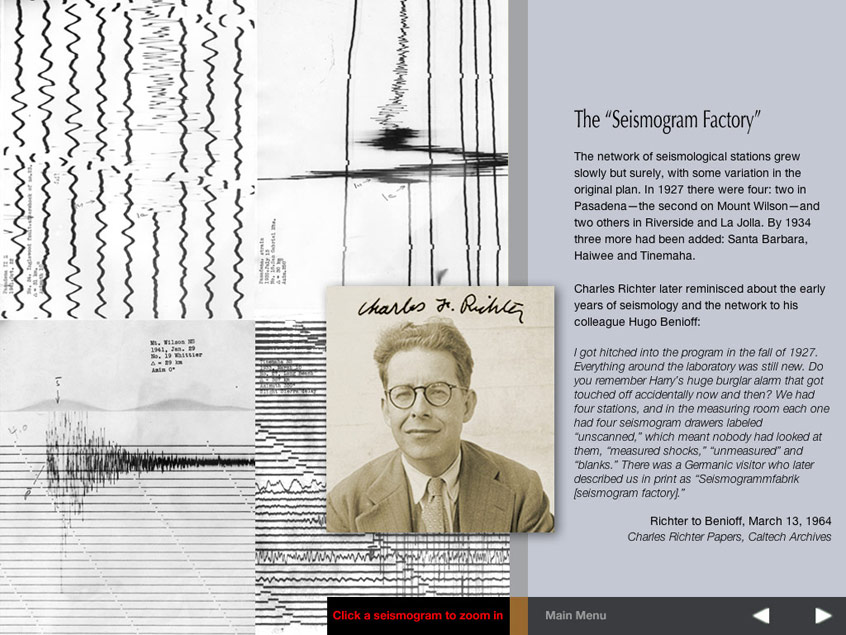 Charles F. Richter
Mt. Wilson NS
1941, Jan. 29
No. 19 Whittier
Δ = 29 km
Azim 0°
The “Seismogram Factory”
The network of seismological stations grew
slowly but surely, with some variation in the
original plan. In 1927 there were four: two in
Pasadena—the second on Mount Wilson—and
two others in Riverside and La Jolla. By 1934
three more had been added: Santa Barbara,
Haiwee and Tinemaha.
Charles Richter later reminisced about the early
years of seismology and the network to his
colleague Hugo Benioff:
I got hitched into the program in the fall of 1927.
Everything around the laboratory was still new. Do
you remember Harry’s huge burglar alarm that got
touched off accidentally now and then? We had
four stations, and in the measuring room each one
had four seismogram drawers labeled
“unscanned,” which meant nobody had looked at
them, “measured shocks,” “unmeasured” and
“blanks.” There was a Germanic visitor who later
described us in print as “Seismogrammfabrik
[seismogram factory].”
Richter to Benioff, March 13, 1964
Charles Richter Papers, Caltech Archives
Click a seismogram to zoom in
Main Menu